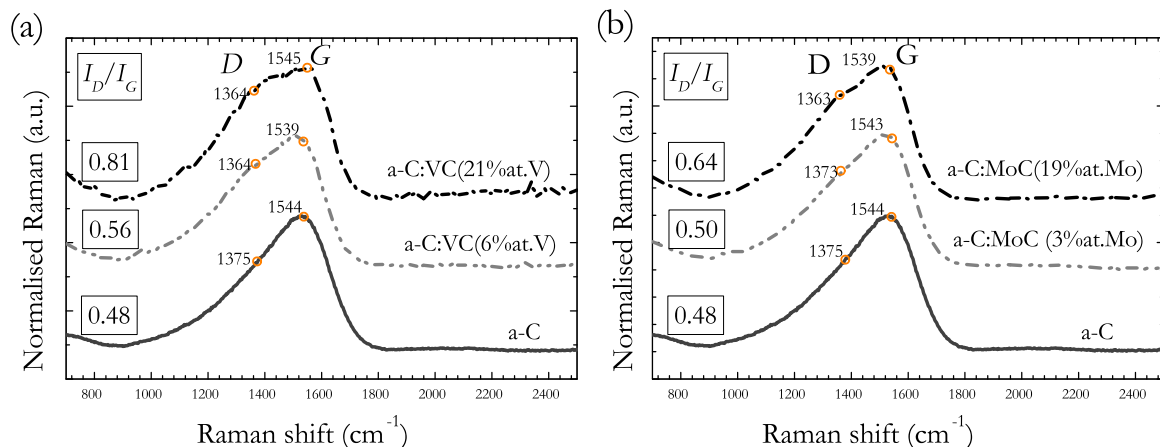 (a)
Normalised Raman (a.u.)
I_D/I_G
D
1545
G
1364
0.81
1539
1364
a-C:VC(21%at.V)
0.56
1544
a-C:VC(6%at.V)
1375
0.48
a-C
800 1000 1200 1400 1600 1800 2000 2200 2400
Raman shift (cm⁻¹)
(b)
Normalised Raman (a.u.)
I_D/I_G
D
1539
G
1363
0.64
1543
1373
a-C:MoC(19%at.Mo)
0.50
1544
a-C:MoC (3%at.Mo)
1375
0.48
a-C
800 1000 1200 1400 1600 1800 2000 2200 2400
Raman shift (cm⁻¹)